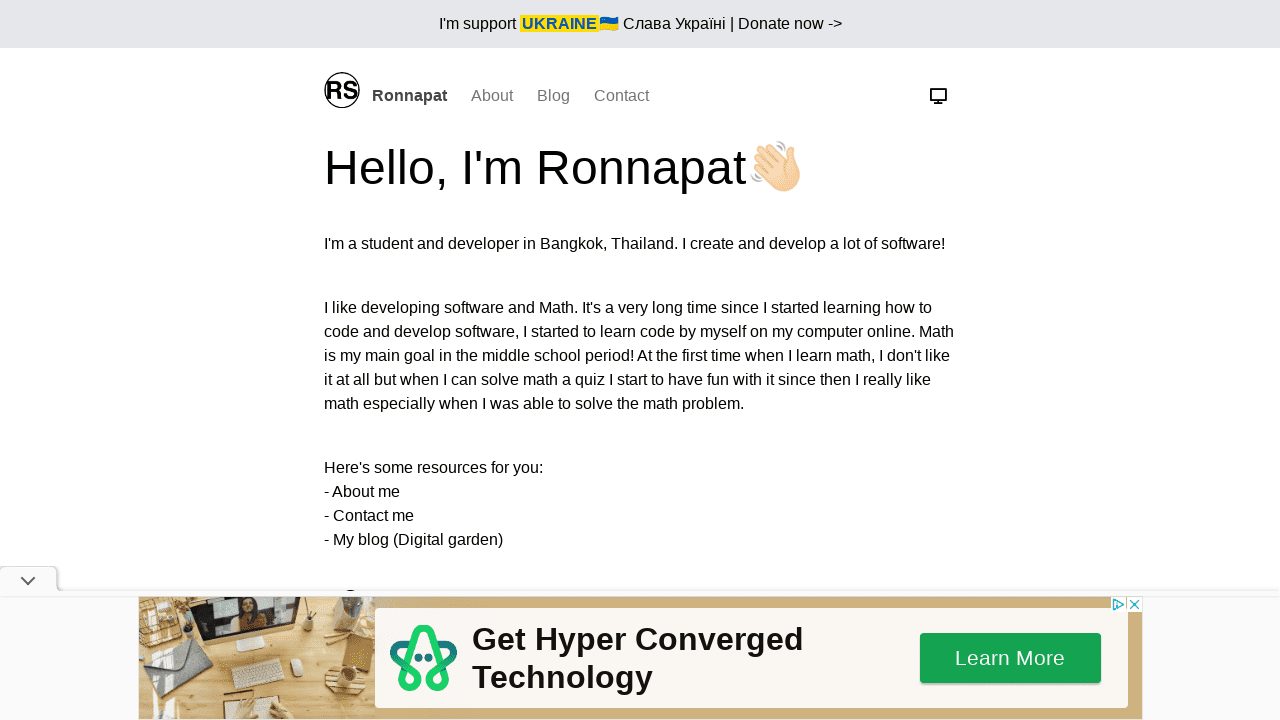 I'm support UKRAINE🇺🇦 Слава Україні | Donate now ->
RS Ronnapat About Blog Contact
Hello, I'm Ronnapat👋🏻
I'm a student and developer in Bangkok, Thailand. I create and develop a lot of software!
I like developing software and Math. It's a very long time since I started learning how to
code and develop software, I started to learn code by myself on my computer online. Math
is my main goal in the middle school period! At the first time when I learn math, I don't like
it at all but when I can solve math a quiz I start to have fun with it since then I really like
math especially when I was able to solve the math problem.
Here's some resources for you:
- About me
- Contact me
- My blog (Digital garden)
Get Hyper Converged
Technology
Learn More